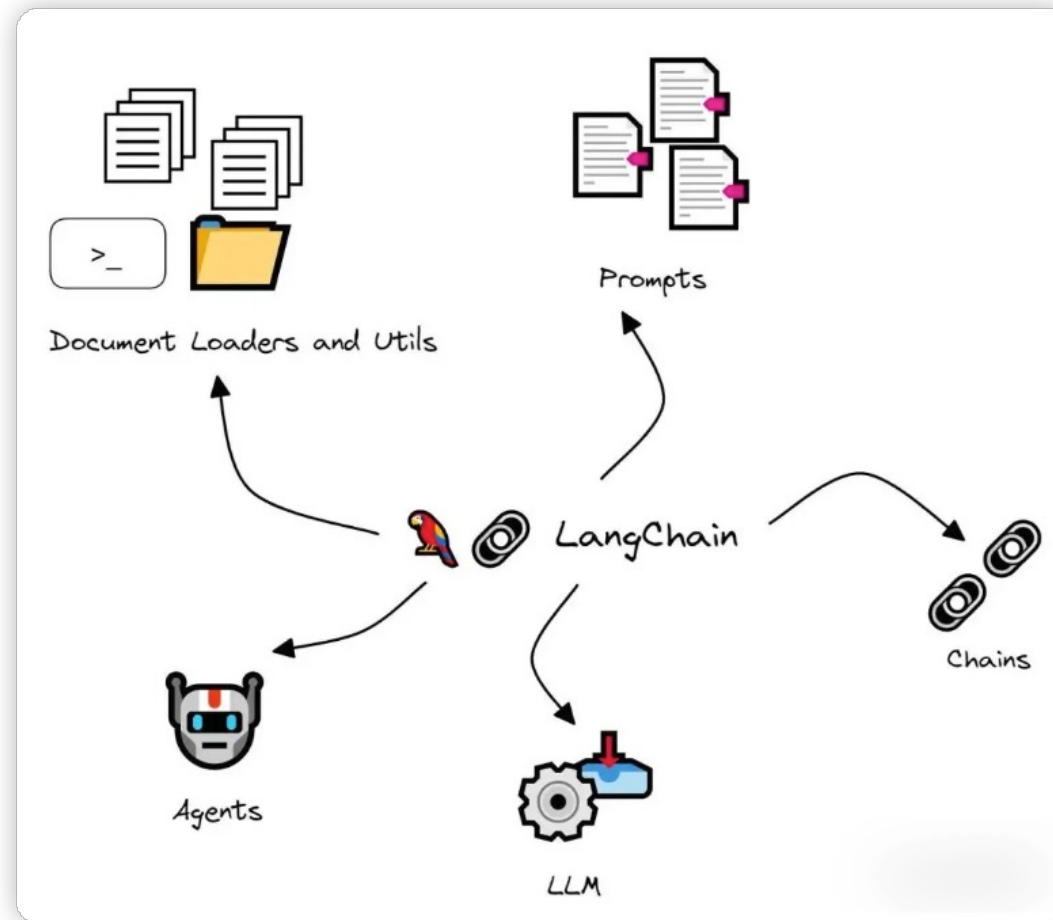 Prompts
>_
Document Loaders and Utils
LangChain
Chains
Agents
LLM